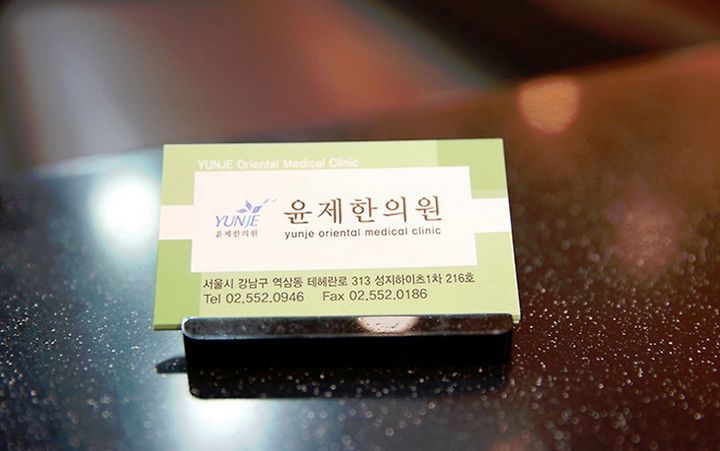 YUNJE Oriental Medical Clinic
YUNJE
윤제한의원
윤제한의원
yunje oriental medical clinic
서울시 강남구 역삼동 테헤란로 313 성지하이츠1차 216호
Tel 02.552.0946 Fax 02.552.0186